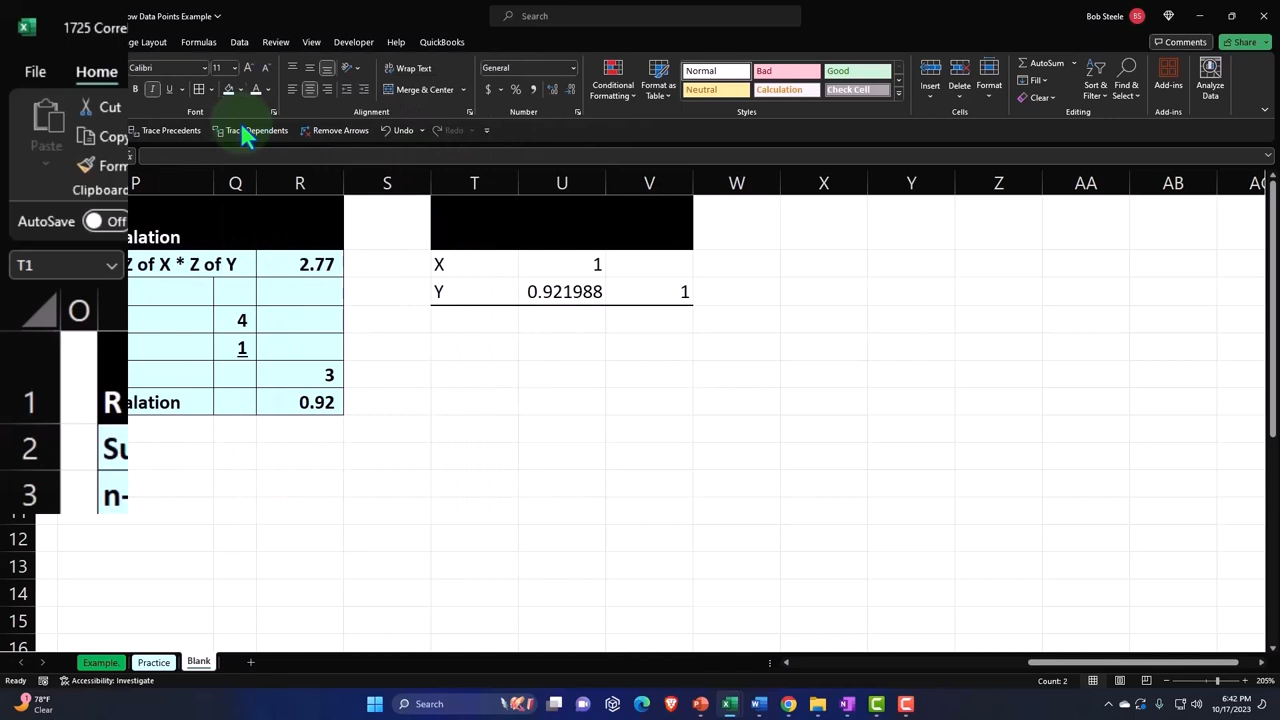 1725 Corre
ow Data Points Example
Search
Bob Steele BS
File Home
ge Layout Formulas Data Review View Developer Help QuickBooks
Comments Share
Cut
Copy
Form
Paste
Clipboard
Calibri 11
Wrap Text
Merge & Center
General
Conditional Formatting
Format as Table
Normal Bad Good
Neutral Calculation Check Cell
Insert Delete Format
AutoSum
Fill
Clear
Sort & Filter
Find & Select
Add-ins
Analyze Data
Font Alignment Number Styles Cells Editing Add-ins Analysis
AutoSave Off
Trace Precedents Trace Dependents Remove Arrows Undo Redo
T1
O P Q R S T U V W X Y Z AA AB AC
1 R alation
2 Su Z of X * Z of Y 2.77 X 1
3 n- Y 0.921988 1
4
1
3
alation 0.92
12
13
14
15
16
Example. Practice Blank
Ready Accessibility: Investigate Count: 2 205%
78°F
Clear
Search
6:42 PM
10/17/2023